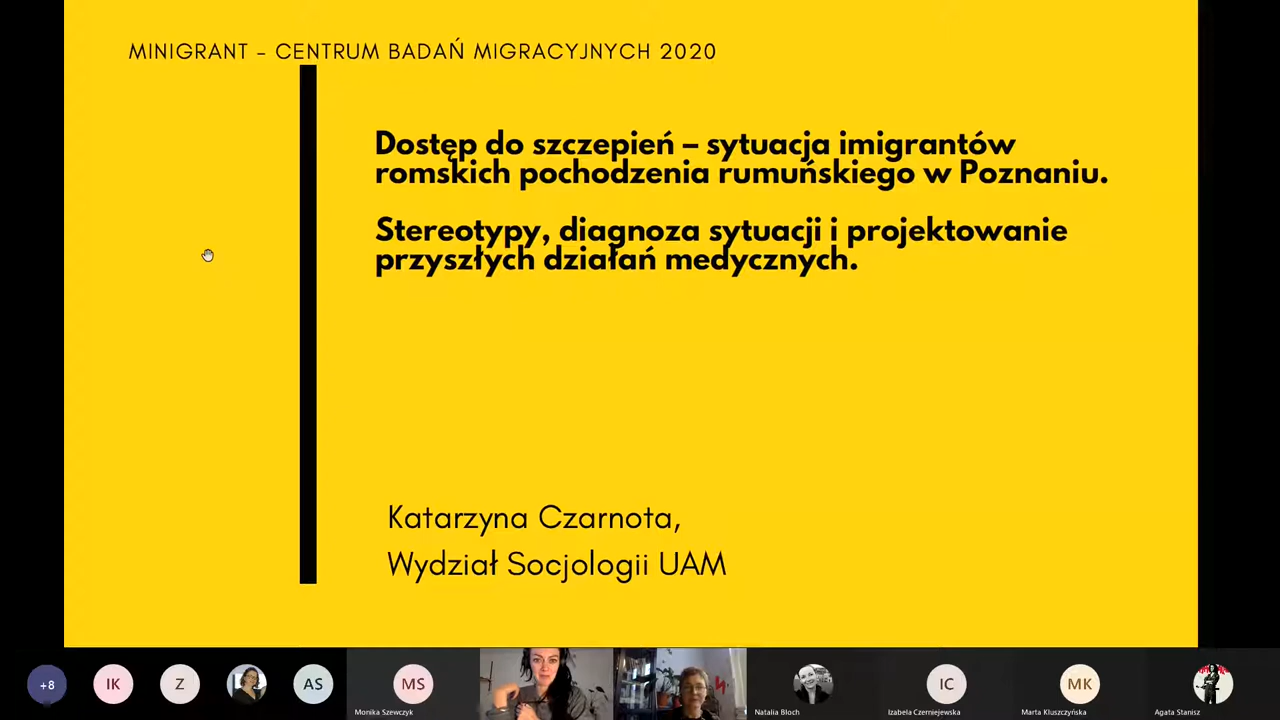 MINIGRANT – CENTRUM BADAŃ MIGRACYJNYCH 2020
Dostęp do szczepień – sytuacja imigrantów
romskich pochodzenia rumuńskiego w Poznaniu.
Stereotypy, diagnoza sytuacji i projektowanie
przyszłych działań medycznych.
Katarzyna Czarnota,
Wydział Socjologii UAM
+8
IK
Z
AS
MS
IC
MK
Monika Szewczyk
Natalia Bloch
Izabela Czerniejewska
Marta Kluszczyńska
Agata Stanisz